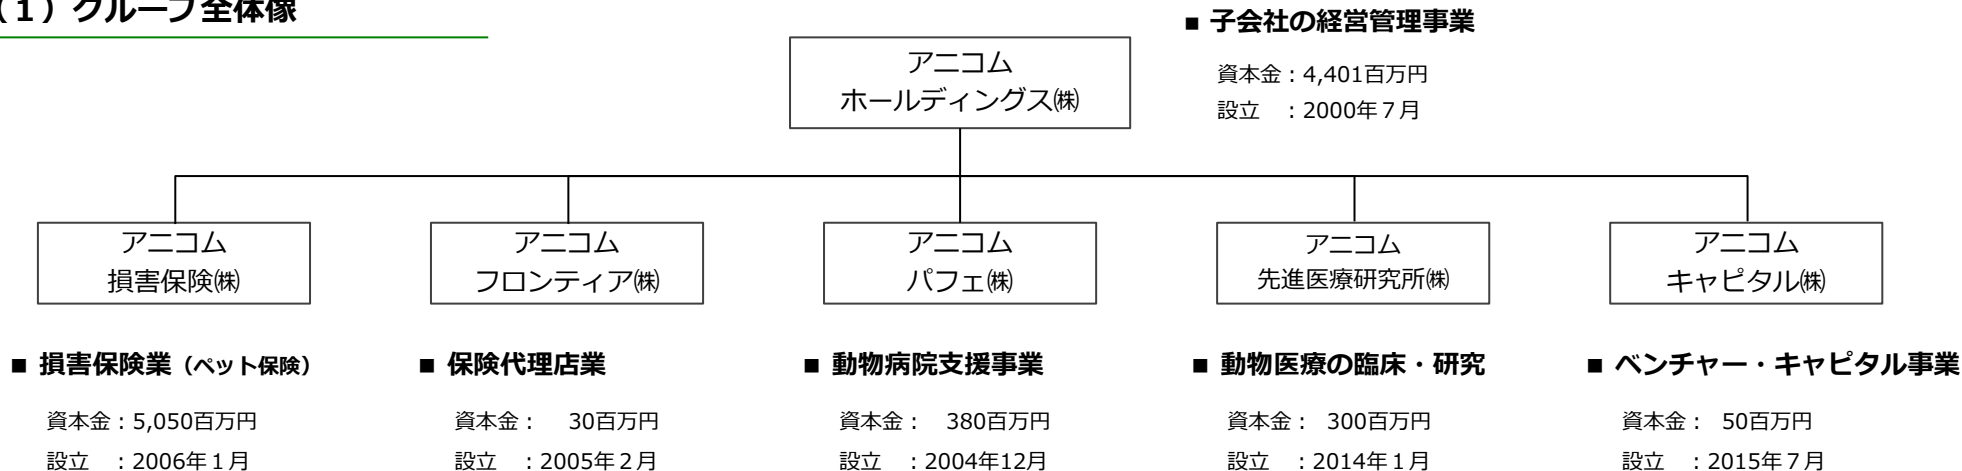 （１）グループ全体像
■ 子会社の経営管理事業
アニコム
ホールディングス㈱
資本金：4,401百万円
設立　：2000年７月
アニコム
損害保険㈱
アニコム
フロンティア㈱
アニコム
パフェ㈱
アニコム
先進医療研究所㈱
アニコム
キャピタル㈱
■ 損害保険業（ペット保険）
資本金：5,050百万円
設立　：2006年１月
■ 保険代理店業
資本金：　30百万円
設立　：2005年２月
■ 動物病院支援事業
資本金：　380百万円
設立　：2004年12月
■ 動物医療の臨床・研究
資本金：　300百万円
設立　：2014年１月
■ ベンチャー・キャピタル事業
資本金：　50百万円
設立　：2015年７月